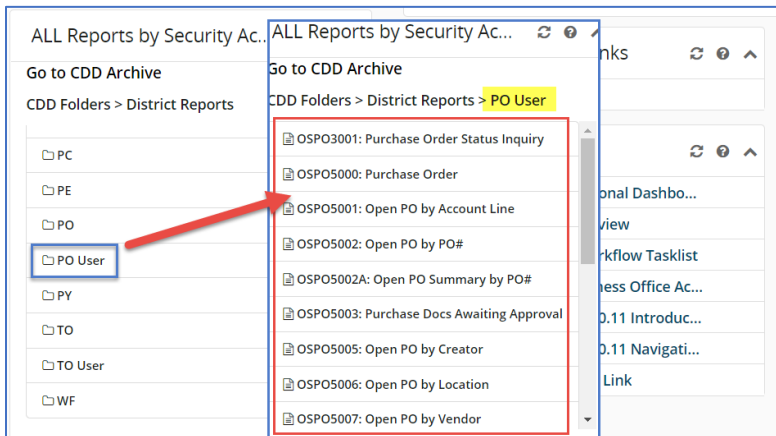 ALL Reports by Security Ac...
Go to CDD Archive
CDD Folders > District Reports
PC
PE
PO
PO User
PY
TO
TO User
WF
ALL Reports by Security Ac...
Go to CDD Archive
CDD Folders > District Reports > PO User
OSPO3001: Purchase Order Status Inquiry
OSPO5000: Purchase Order
OSPO5001: Open PO by Account Line
OSPO5002: Open PO by PO#
OSPO5002A: Open PO Summary by PO#
OSPO5003: Purchase Docs Awaiting Approval
OSPO5005: Open PO by Creator
OSPO5006: Open PO by Location
OSPO5007: Open PO by Vendor
nks
onal Dashbo...
view
rkflow Tasklist
ness Office Ac...
0.11 Introduc...
0.11 Navigati...
Link